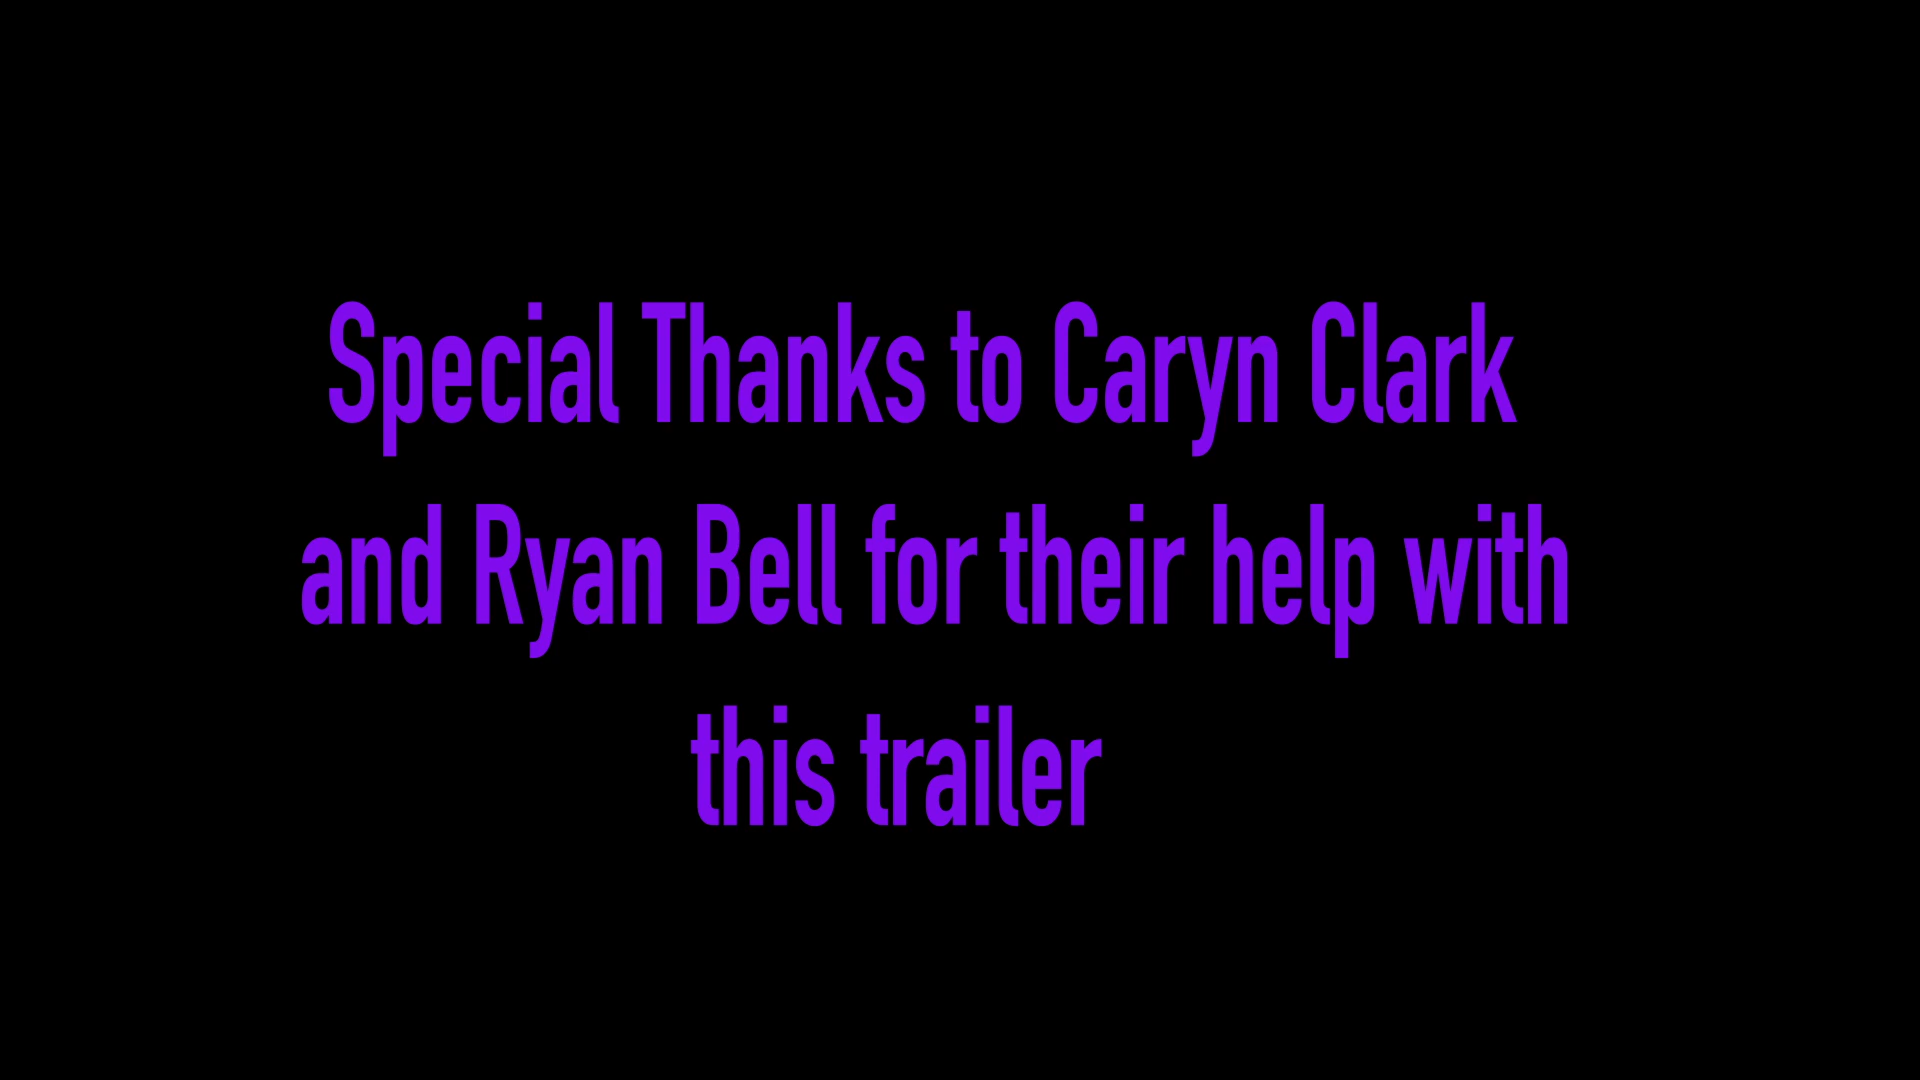 Special Thanks to Caryn Clark
and Ryan Bell for their help with
this trailer